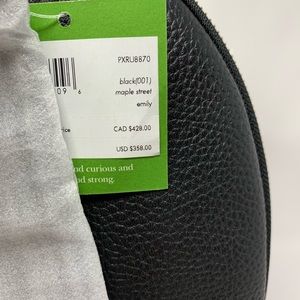 PXRU8870
09 6
black(001)
maple street
emily
ice
CAD $428.00
USD $358.00
nd curious and
nd strong.